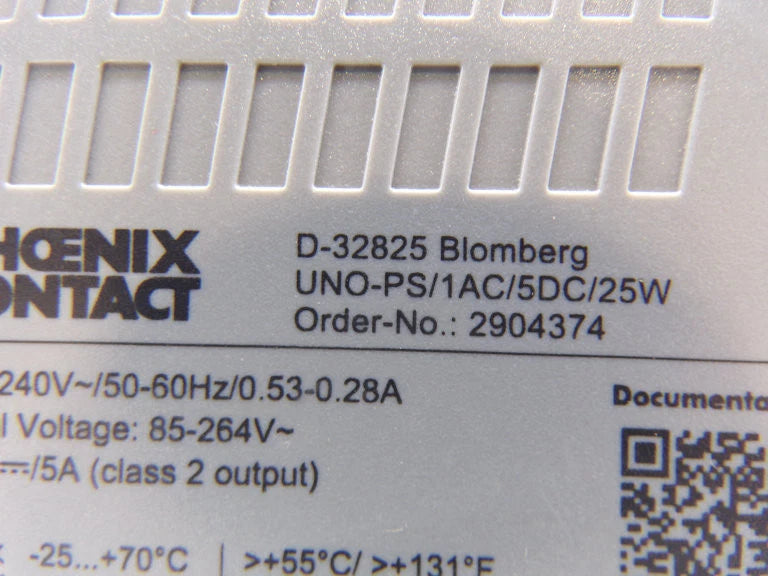 HŒNIX
ONTACT
D-32825 Blomberg
UNO-PS/1AC/5DC/25W
Order-No.: 2904374
240V~/50-60Hz/0.53-0.28A
l Voltage: 85-264V~
⎓/5A (class 2 output)
Documenta
-25...+70°C | >+55°C/ >+131°F